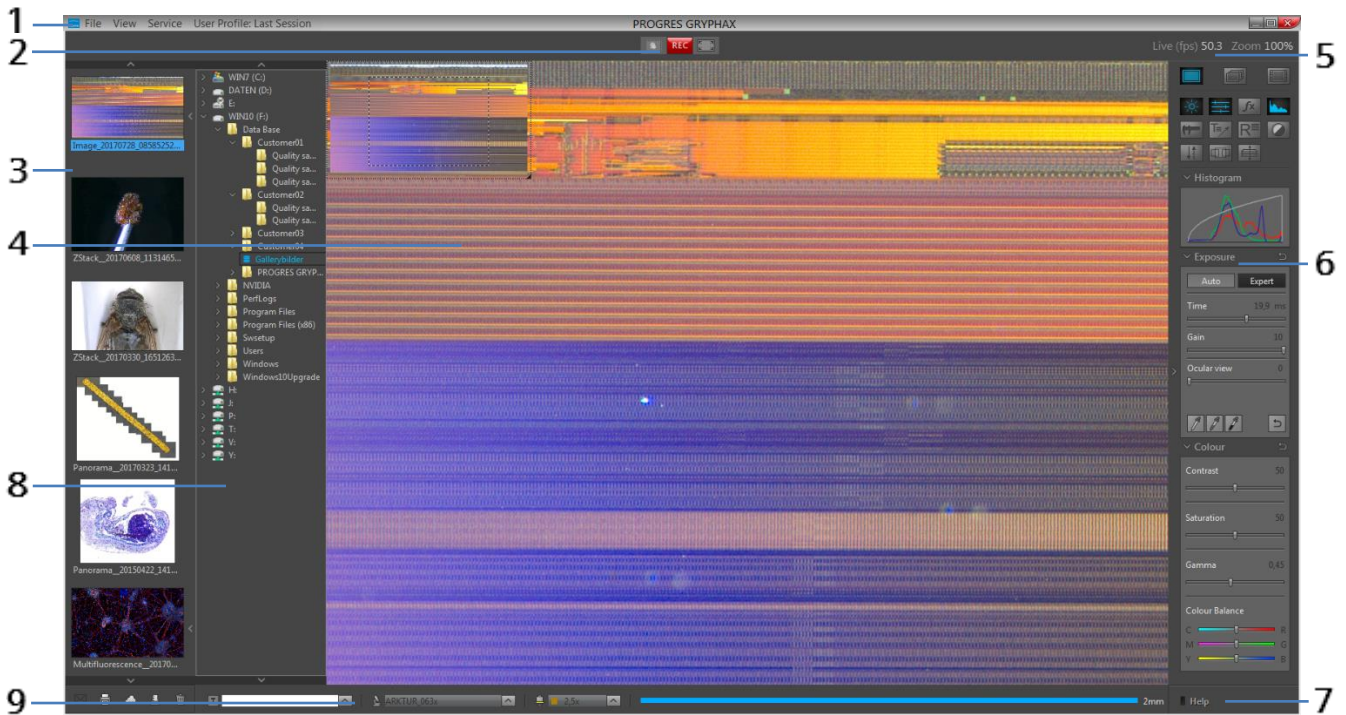 1
File View Service User Profile: Last Session
PROGRES GRYPHAX
2
REC
Live (fps) 50.3 Zoom 100%
5
Image_20170728_08585252...
3
ZStack_20170608_1131465...
ZStack_20170330_1651263...
Panorama_20170323_141...
8
Panorama_20150422_141...
Multifluorescence_20170...
WIN7 (C:)
DATEN (D:)
E:
WIN10 (F:)
Data Base
Customer01
Quality sa...
Quality sa...
Quality sa...
Customer02
Quality sa...
Quality sa...
Customer03
4
Customer04
Gallerybilder
PROGRES GRYP...
NVIDIA
PerfLogs
Program Files
Program Files (x86)
Swsetup
Users
Windows
Windows10Upgrade
H:
J:
P:
T:
V:
Y:
fx
Histogram
Exposure
6
Auto Expert
Time 19,9 ms
Gain 10
Ocular view 0
Colour
Contrast 50
Saturation 50
Gamma 0,45
Colour Balance
C R
M G
Y B
9
ARKTUR_063x
2,5x
2mm
Help
7